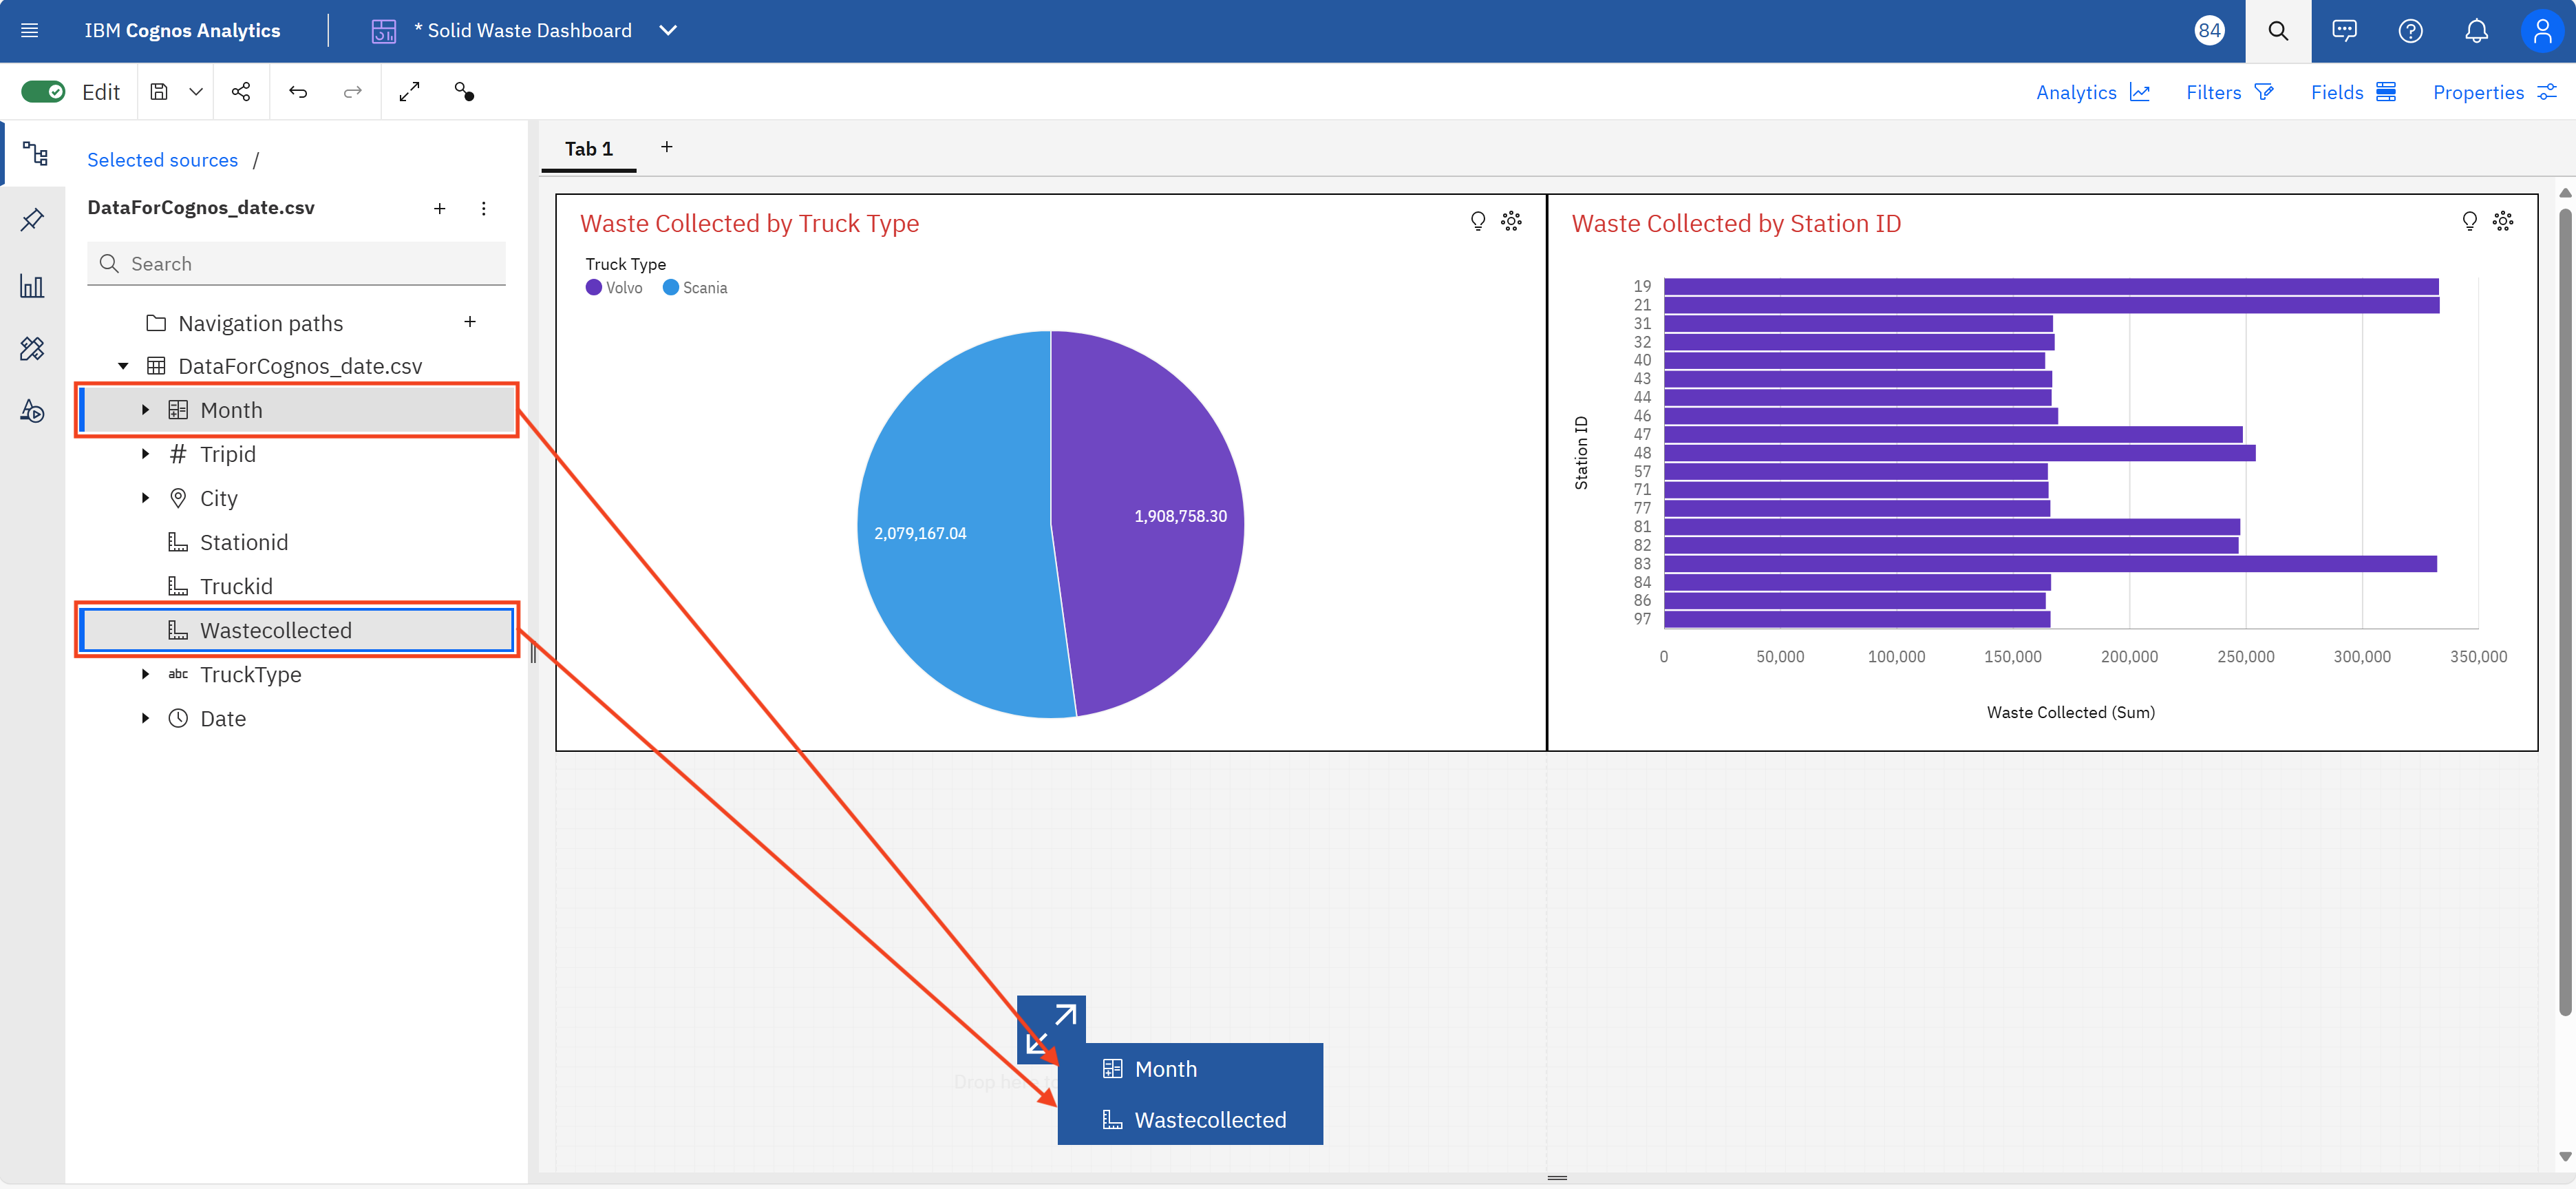 IBM Cognos Analytics
* Solid Waste Dashboard
84
Edit
Analytics
Filters
Fields
Properties
Selected sources /
DataForCognos_date.csv
Search
Navigation paths
DataForCognos_date.csv
Month
Tripid
City
Stationid
Truckid
Wastecollected
abc TruckType
Date
Tab 1
Waste Collected by Truck Type
Truck Type
Volvo
Scania
2,079,167.04
1,908,758.30
Waste Collected by Station ID
Station ID
19
21
31
32
40
43
44
46
47
48
57
71
77
81
82
83
84
86
97
0
50,000
100,000
150,000
200,000
250,000
300,000
350,000
Waste Collected (Sum)
Drop
Month
Wastecollected